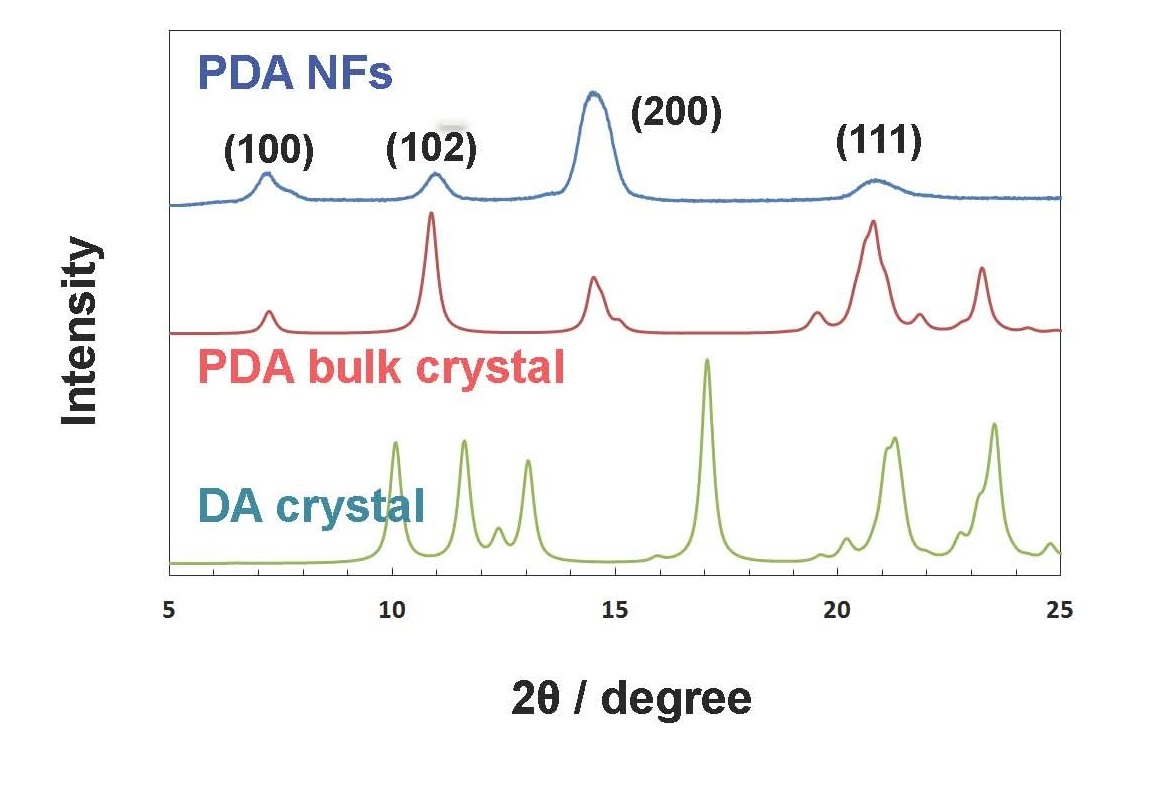 PDA NFs
(100)
(102)
(200)
(111)
Intensity
PDA bulk crystal
DA crystal
5 10 15 20 25
2θ / degree